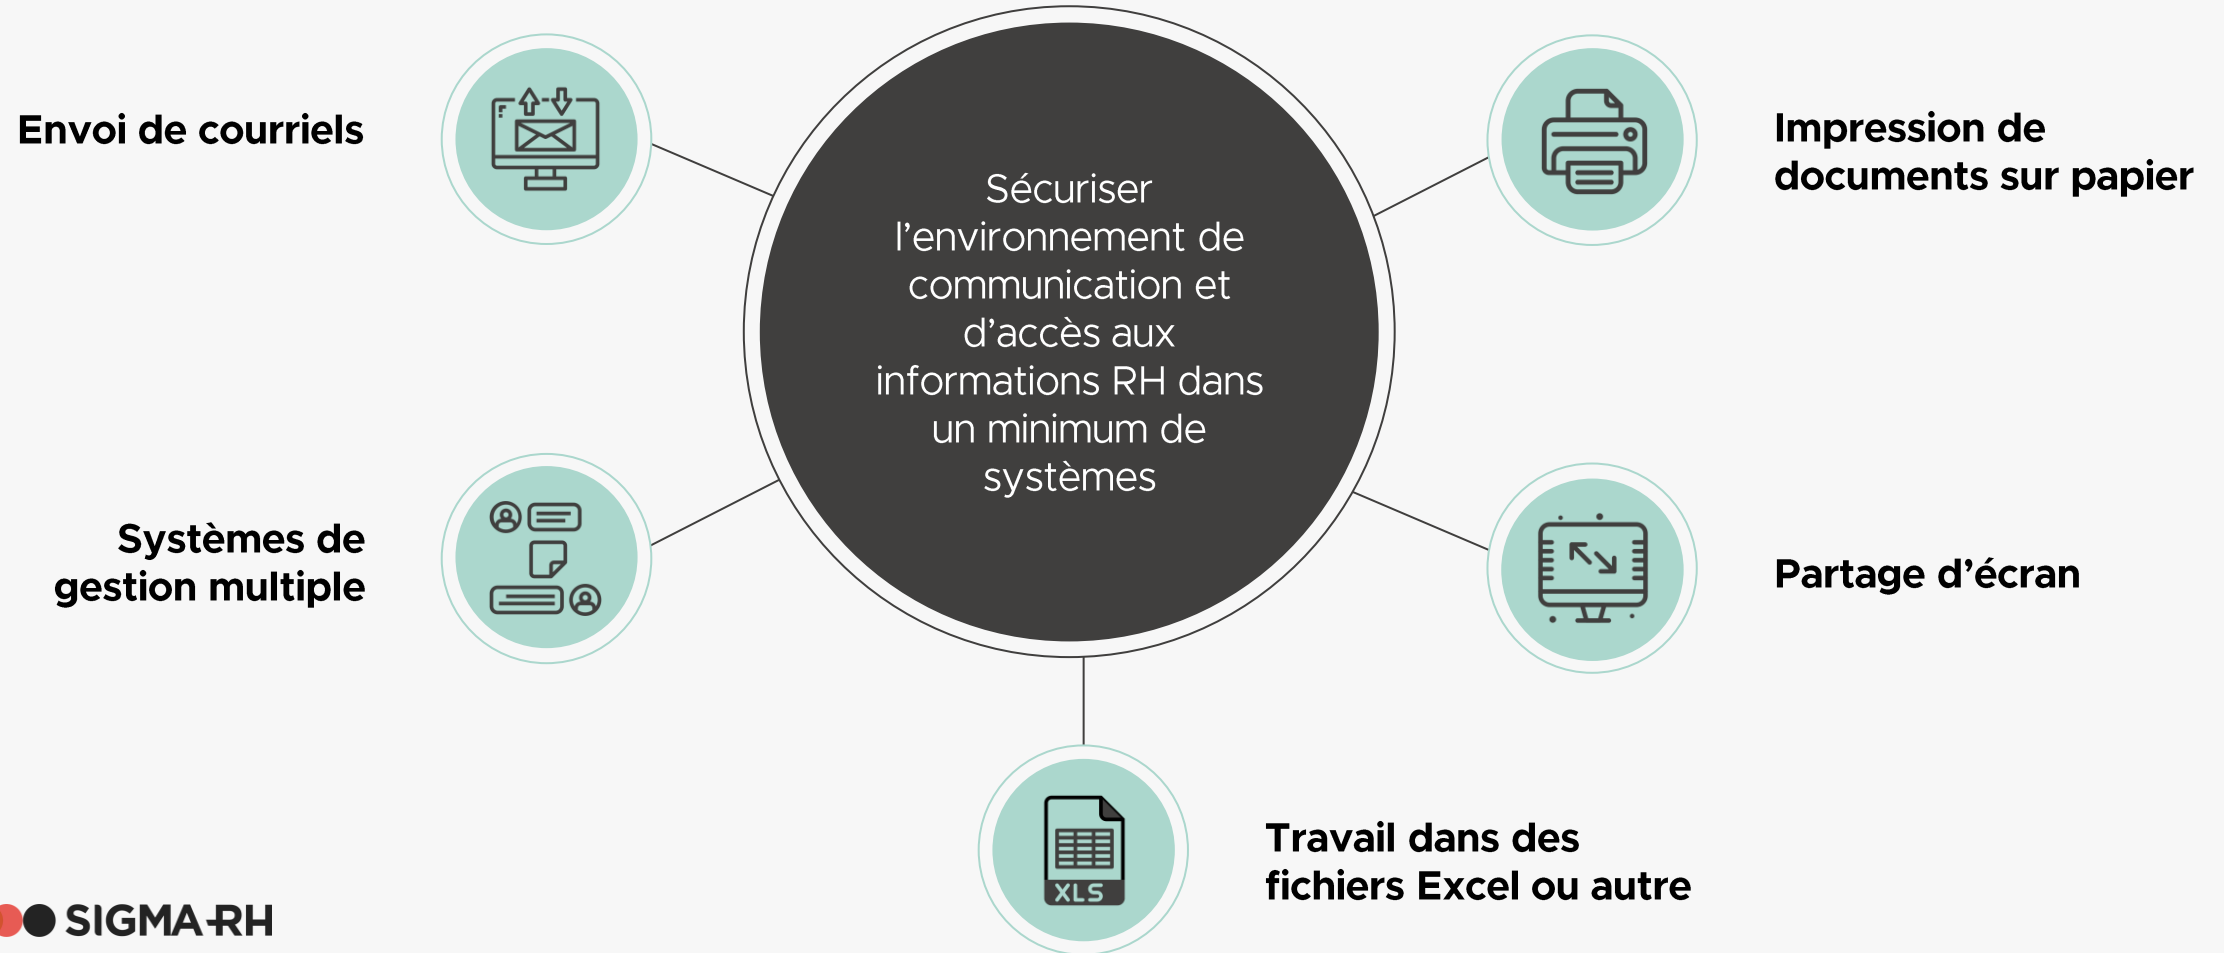 Envoi de courriels
Sécuriser
l’environnement de
communication et
d’accès aux
informations RH dans
un minimum de
systèmes
Impression de
documents sur papier
Systèmes de
gestion multiple
Partage d’écran
XLS
Travail dans des
fichiers Excel ou autre
SIGMA-RH